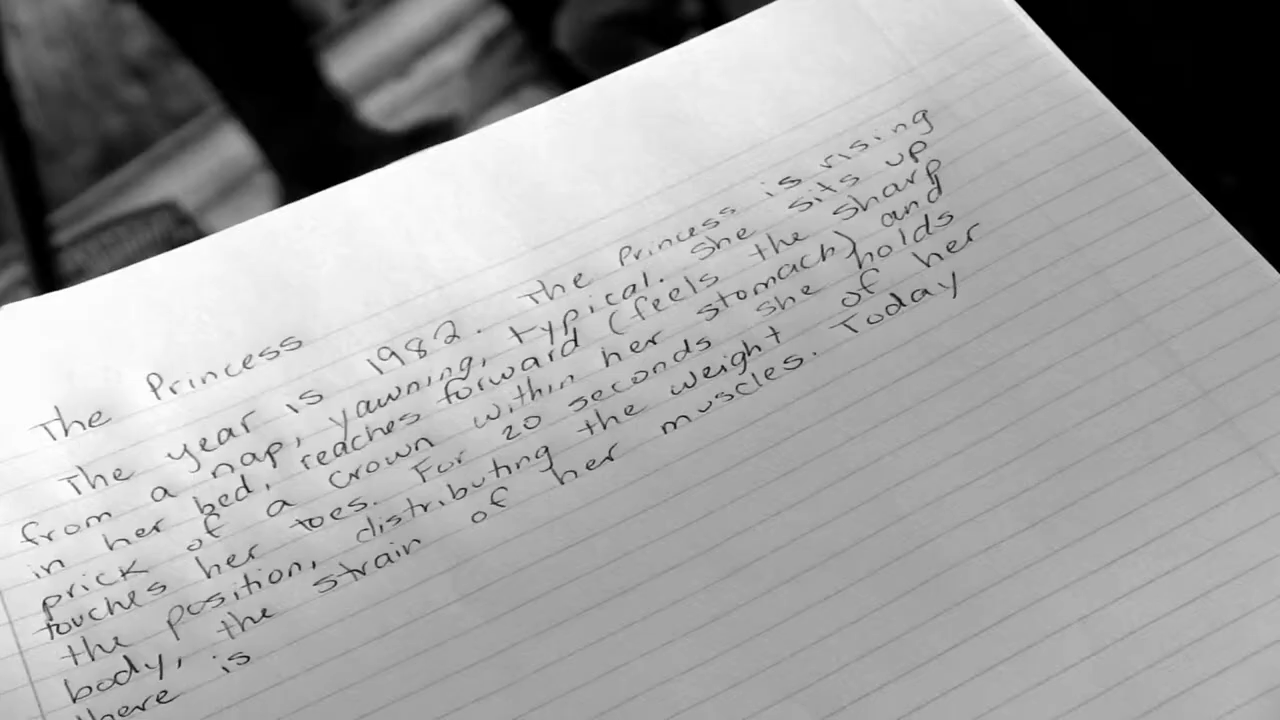 The Princess
The year is 1982. The Princess is rising
from a nap, yawning, typical. She sits up
in her bed, reaches forward (feels the sharp
prick of a crown within her stomach) and
touches her toes. For 20 seconds she holds
the position, distributing the weight of her
body, the strain of her muscles. Today
there is